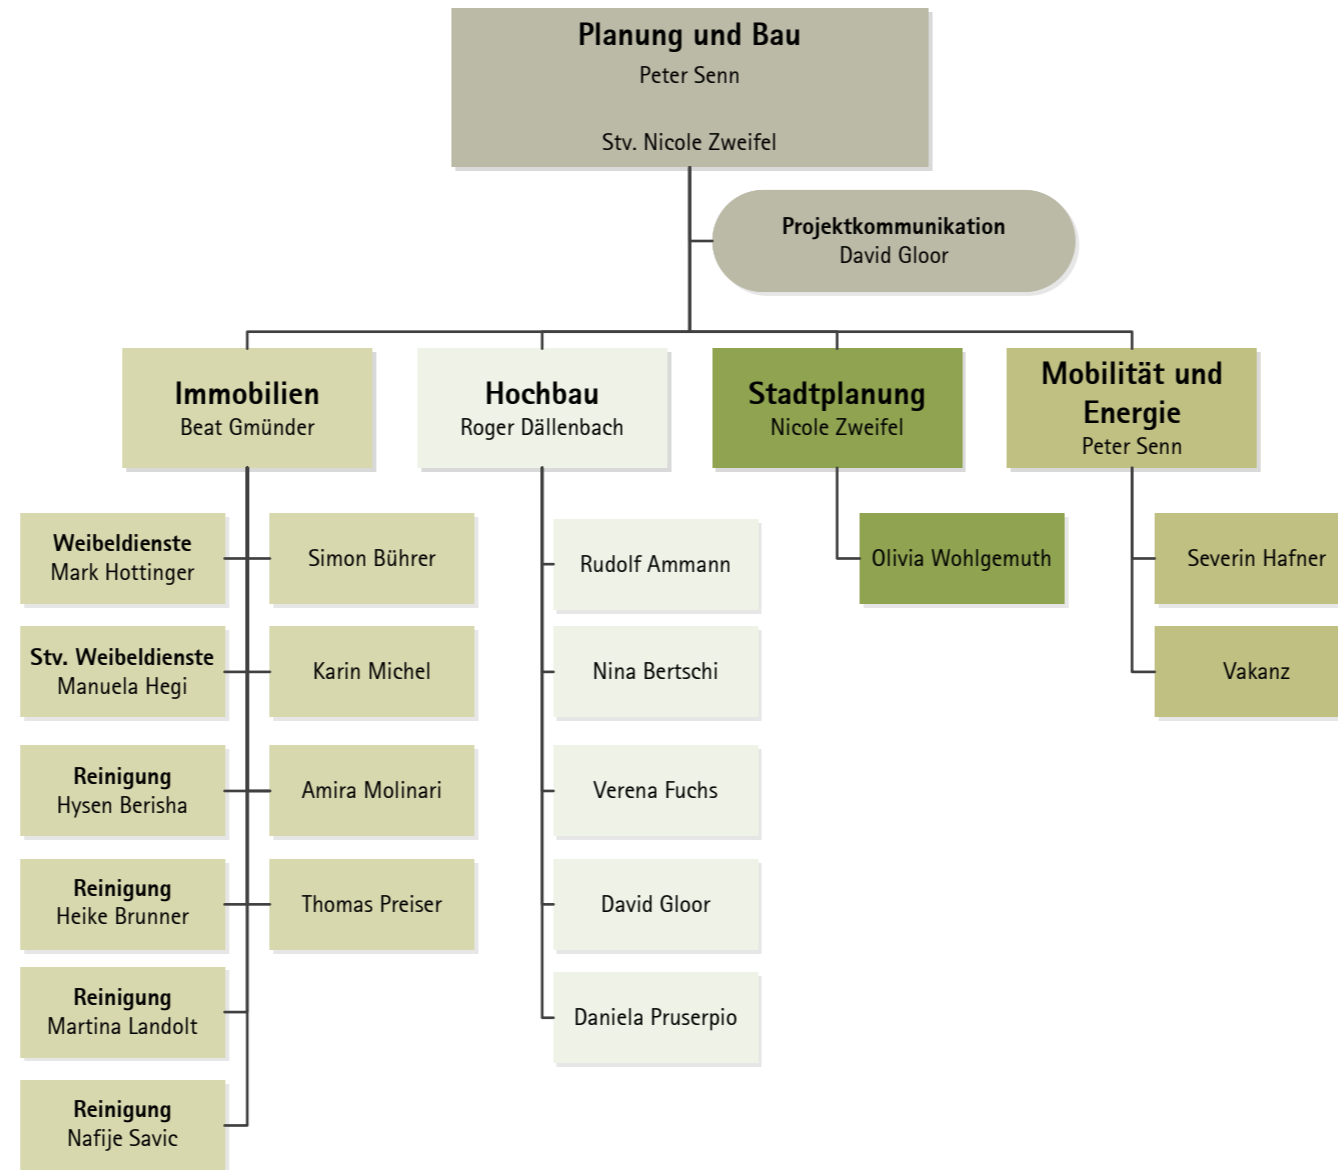 Planung und Bau
Peter Senn
Stv. Nicole Zweifel
Projektkommunikation
David Gloor
Immobilien
Beat Gmünder
Hochbau
Roger Dällenbach
Stadtplanung
Nicole Zweifel
Mobilität und
Energie
Peter Senn
Weibeldienste
Mark Hottinger
Simon Bührer
Stv. Weibeldienste
Manuela Hegi
Karin Michel
Reinigung
Hysen Berisha
Amira Molinari
Reinigung
Heike Brunner
Thomas Preiser
Reinigung
Martina Landolt
Reinigung
Nafije Savic
Rudolf Ammann
Nina Bertschi
Verena Fuchs
David Gloor
Daniela Pruserpio
Olivia Wohlgemuth
Severin Hafner
Vakanz